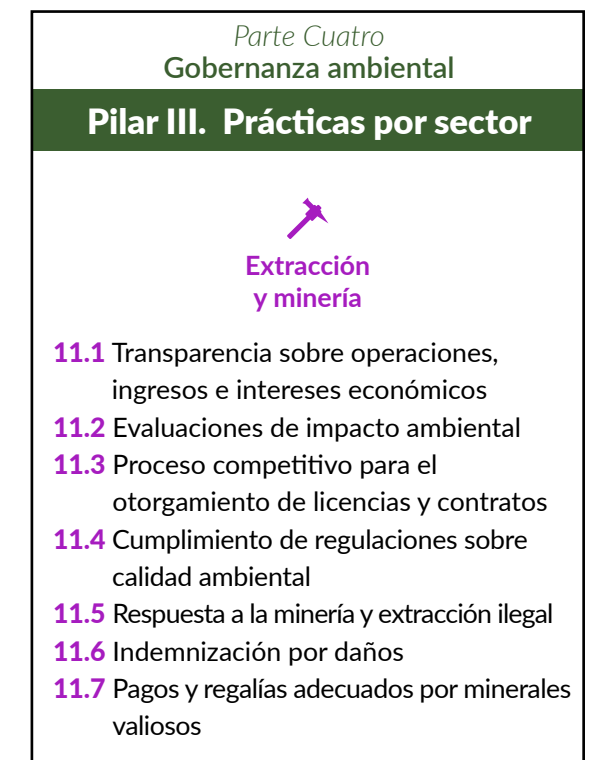 Parte Cuatro
Gobernanza ambiental
Pilar III. Prácticas por sector
Extracción
y minería
11.1 Transparencia sobre operaciones,
ingresos e intereses económicos
11.2 Evaluaciones de impacto ambiental
11.3 Proceso competitivo para el
otorgamiento de licencias y contratos
11.4 Cumplimiento de regulaciones sobre
calidad ambiental
11.5 Respuesta a la minería y extracción ilegal
11.6 Indemnización por daños
11.7 Pagos y regalías adecuados por minerales
valiosos